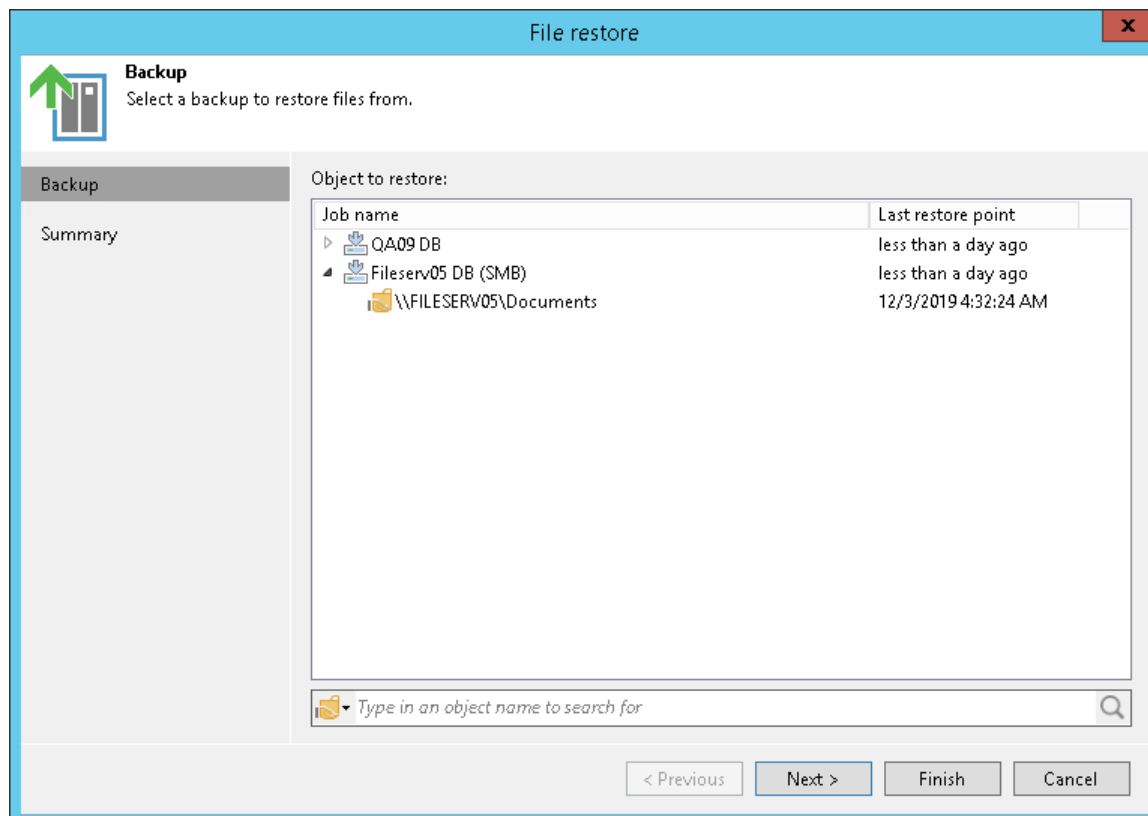 File restore
x
Backup
Select a backup to restore files from.
Backup
Summary
Object to restore:
Job name Last restore point
QA09 DB less than a day ago
Fileserv05 DB (SMB) less than a day ago
\\FILESERV05\Documents 12/3/2019 4:32:24 AM
Type in an object name to search for
< Previous Next > Finish Cancel